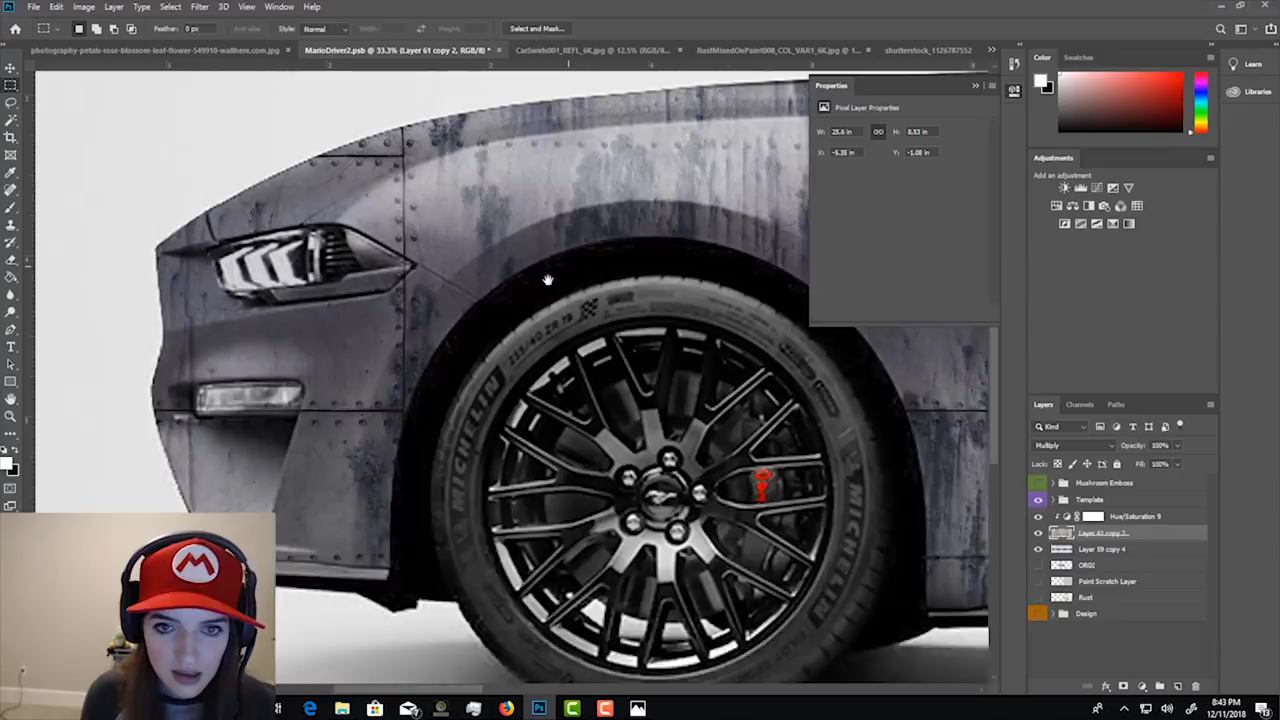 Ps File Edit Image Layer Type Select Filter 3D View Window Help
Feather: 0 px Anti-alias Style: Normal Width: Height: Select and Mask...
photography-petals-rose-blossom-leaf-flower-549910-wallhere.com.jpg × MarioDriver2.psb @ 33.3% (Layer 61 copy 2, RGB/8) * × CarSwirls001_REFL_6K.jpg @ 12.5% (RGB/8... × RustMixedOnPaint008_COL_VAR1_6K.jpg @ 1... × shutterstock_1126787753
Properties
Pixel Layer Properties
W: 25.6 in H: 8.53 in
X: -5.35 in Y: -1.08 in
Color Swatches
Learn
Libraries
Adjustments
Add an adjustment
Layers Channels Paths
Kind
Multiply Opacity: 100%
Lock: Fill: 100%
Mushroom Emboss
Template
Hue/Saturation 9
Layer 61 copy 2
Layer 59 copy 4
ORGI
Paint Scratch Layer
Rust
Design
MICHELIN
MICHELIN
MICHELIN
M
8:43 PM
12/11/2018